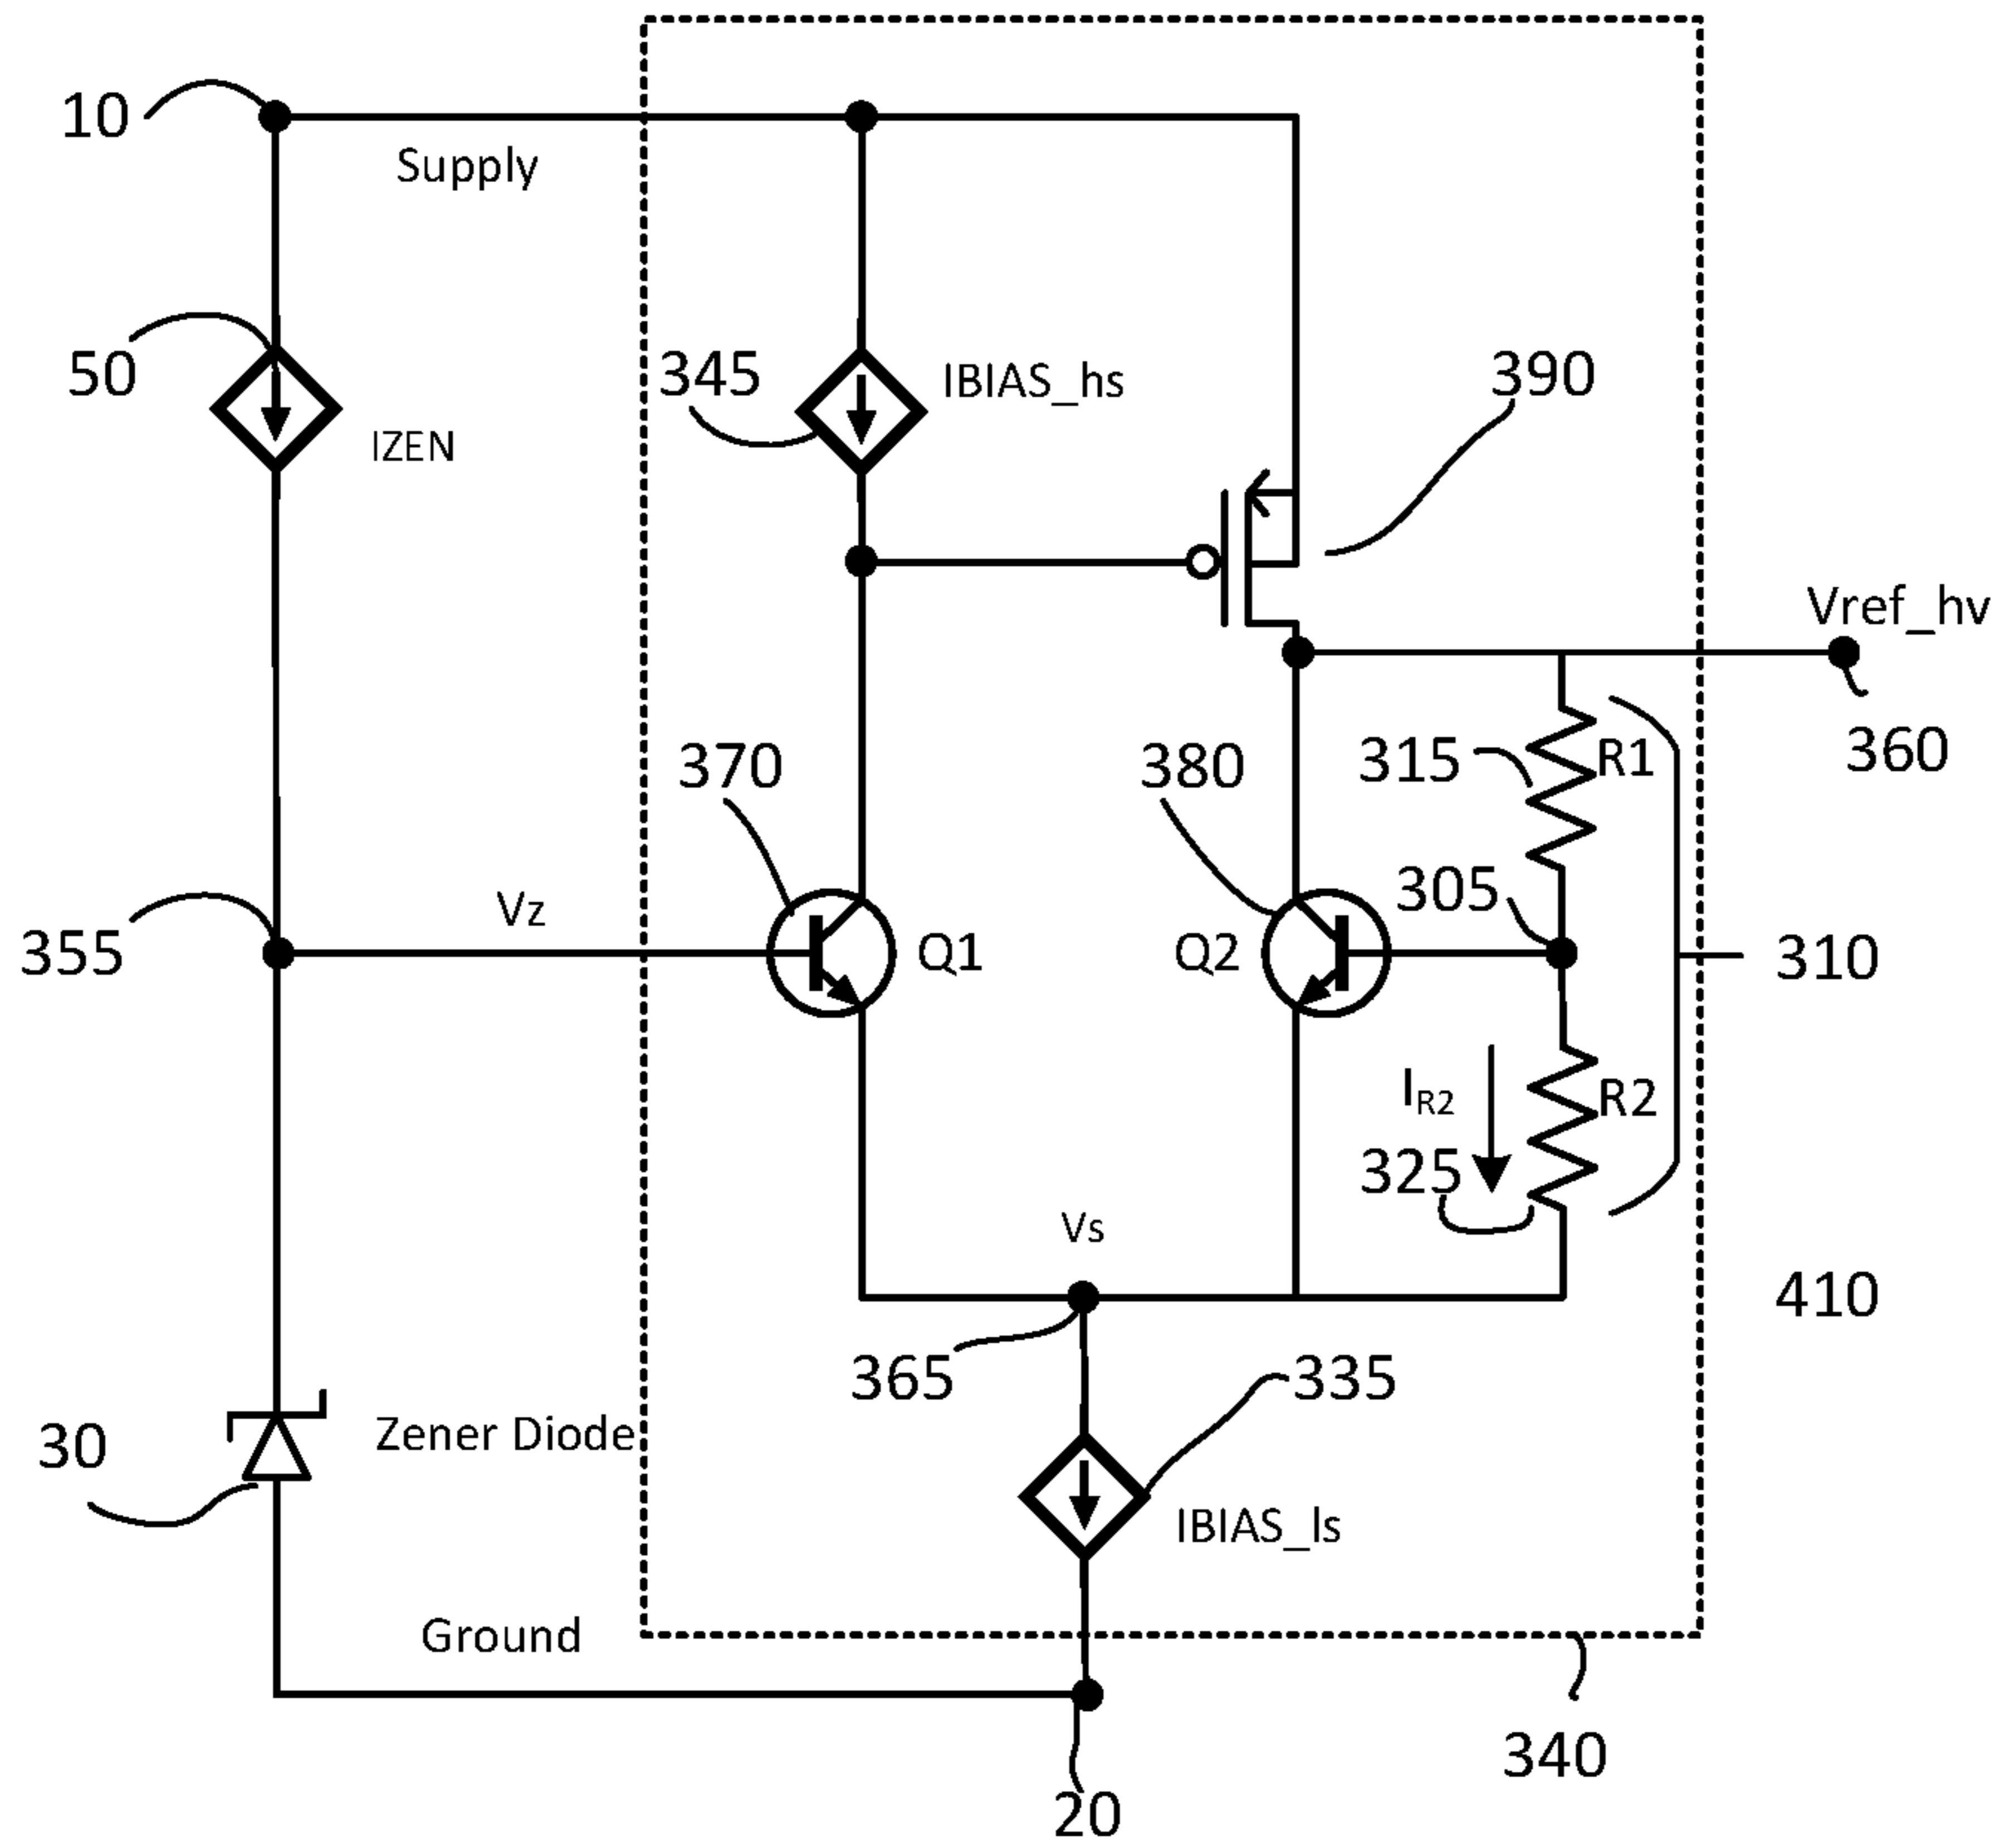 10
Supply
50
IZEN
345
IBIAS_hs
390
Vref_hv
360
370
380
315
R1
305
355
Vz
Q1
Q2
310
IR2
R2
325
Vs
410
365
335
30
Zener Diode
IBIAS_ls
Ground
340
20